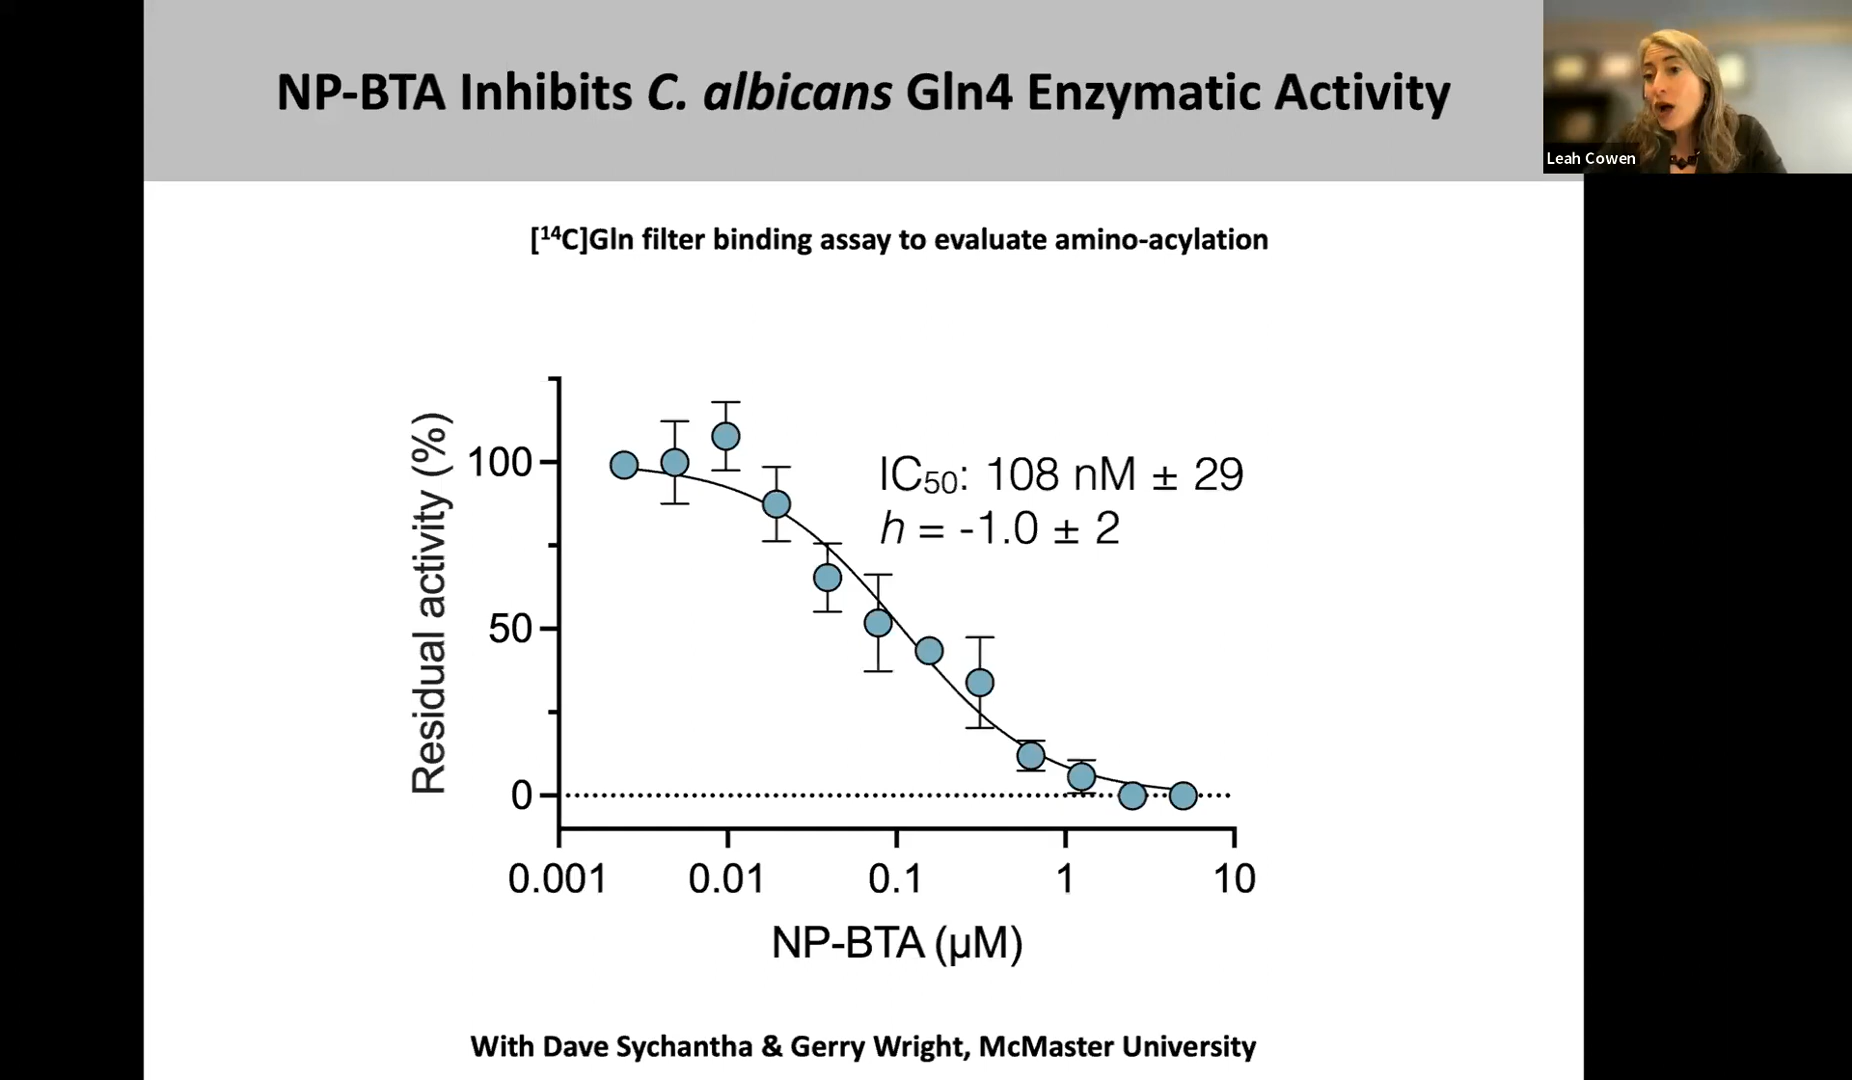 NP-BTA Inhibits C. albicans Gln4 Enzymatic Activity
Leah Cowen
[¹⁴C]Gln filter binding assay to evaluate amino-acylation
Residual activity (%)
100
50
0
IC₅₀: 108 nM ± 29
h = -1.0 ± 2
0.001 0.01 0.1 1 10
NP-BTA (µM)
With Dave Sychantha & Gerry Wright, McMaster University